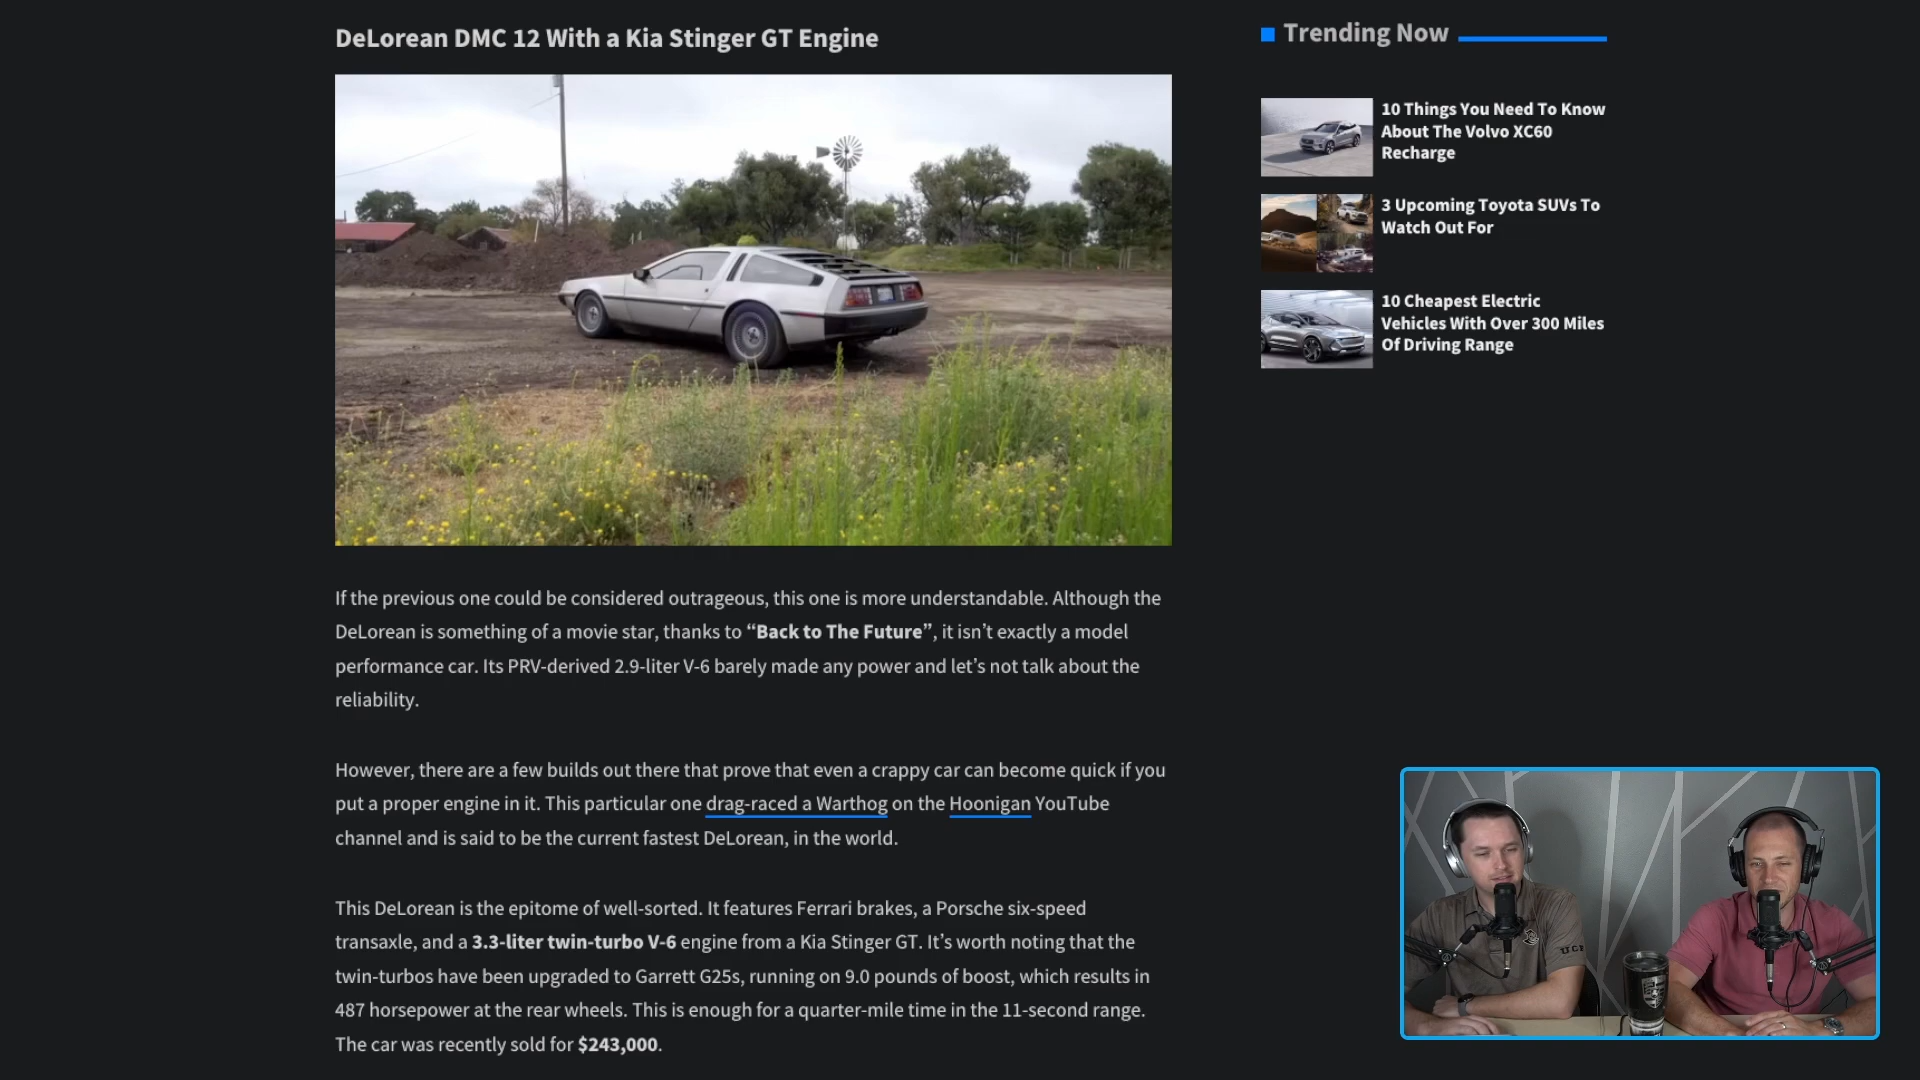 DeLorean DMC 12 With a Kia Stinger GT Engine
If the previous one could be considered outrageous, this one is more understandable. Although the
DeLorean is something of a movie star, thanks to “Back to The Future”, it isn’t exactly a model
performance car. Its PRV-derived 2.9-liter V-6 barely made any power and let’s not talk about the
reliability.
However, there are a few builds out there that prove that even a crappy car can become quick if you
put a proper engine in it. This particular one drag-raced a Warthog on the Hoonigan YouTube
channel and is said to be the current fastest DeLorean, in the world.
This DeLorean is the epitome of well-sorted. It features Ferrari brakes, a Porsche six-speed
transaxle, and a 3.3-liter twin-turbo V-6 engine from a Kia Stinger GT. It’s worth noting that the
twin-turbos have been upgraded to Garrett G25s, running on 9.0 pounds of boost, which results in
487 horsepower at the rear wheels. This is enough for a quarter-mile time in the 11-second range.
The car was recently sold for $243,000.
Trending Now
10 Things You Need To Know
About The Volvo XC60
Recharge
3 Upcoming Toyota SUVs To
Watch Out For
10 Cheapest Electric
Vehicles With Over 300 Miles
Of Driving Range
UCF